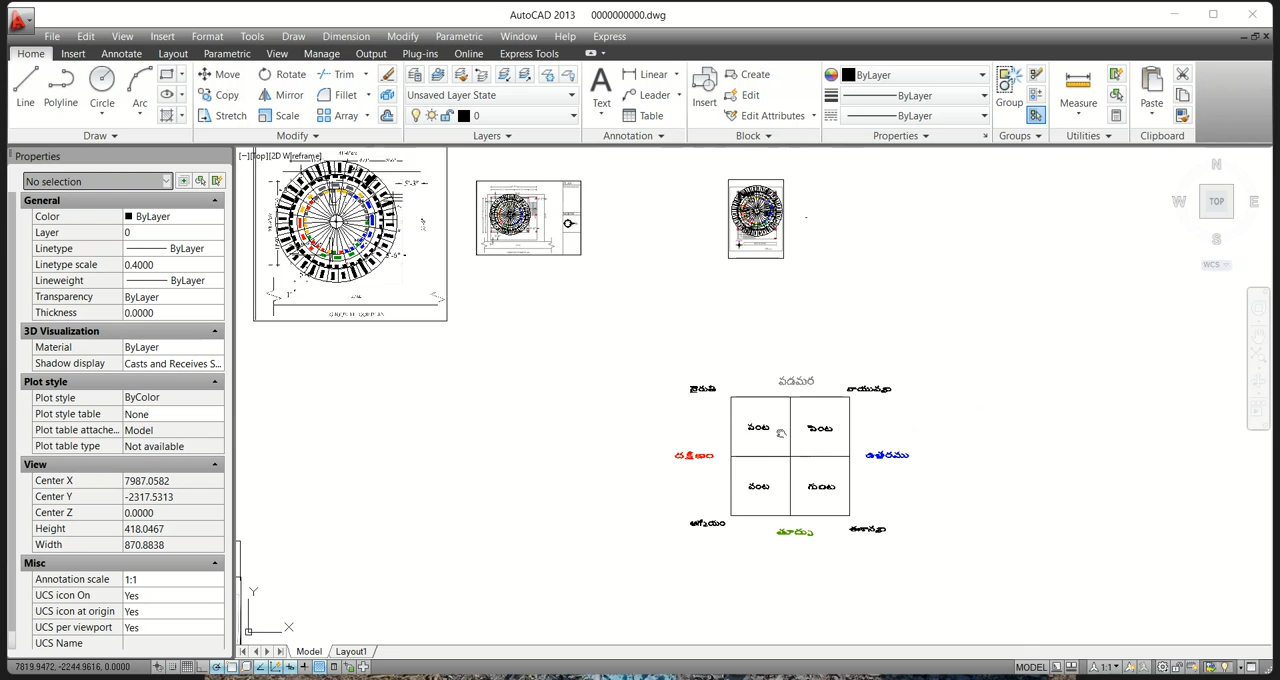 AutoCAD 2013 0000000000.dwg
File Edit View Insert Format Tools Draw Dimension Modify Parametric Window Help Express
Home Insert Annotate Layout Parametric View Manage Output Plug-ins Online Express Tools
Line Polyline Circle Arc
Move Rotate Trim
Copy Mirror Fillet
Stretch Scale Array
Unsaved Layer State
0
Text Linear
Leader
Table
Insert Create
Edit
Edit Attributes
ByLayer
ByLayer
ByLayer
Group Measure Paste
Draw Modify Layers Annotation Block Properties Groups Utilities Clipboard
Properties
No selection
General
Color ByLayer
Layer 0
Linetype ByLayer
Linetype scale 0.4000
Lineweight ByLayer
Transparency ByLayer
Thickness 0.0000
3D Visualization
Material ByLayer
Shadow display Casts and Receives S...
Plot style
Plot style ByColor
Plot style table None
Plot table attache... Model
Plot table type Not available
View
Center X 7987.0582
Center Y -2317.5313
Center Z 0.0000
Height 418.0467
Width 870.8838
Misc
Annotation scale 1:1
UCS icon On Yes
UCS icon at origin Yes
UCS per viewport Yes
UCS Name
[−][Top][2D Wireframe]
N
W TOP E
S
WCS
నైరుతి పడమర వాయువ్యం
వంట పెంట
దక్షిణం ఉత్తరము
వంట గుంట
ఆగ్నేయం తూర్పు ఈశాన్యం
Y
X
Model Layout1
7819.9472, -2244.9616, 0.0000 MODEL 1:1